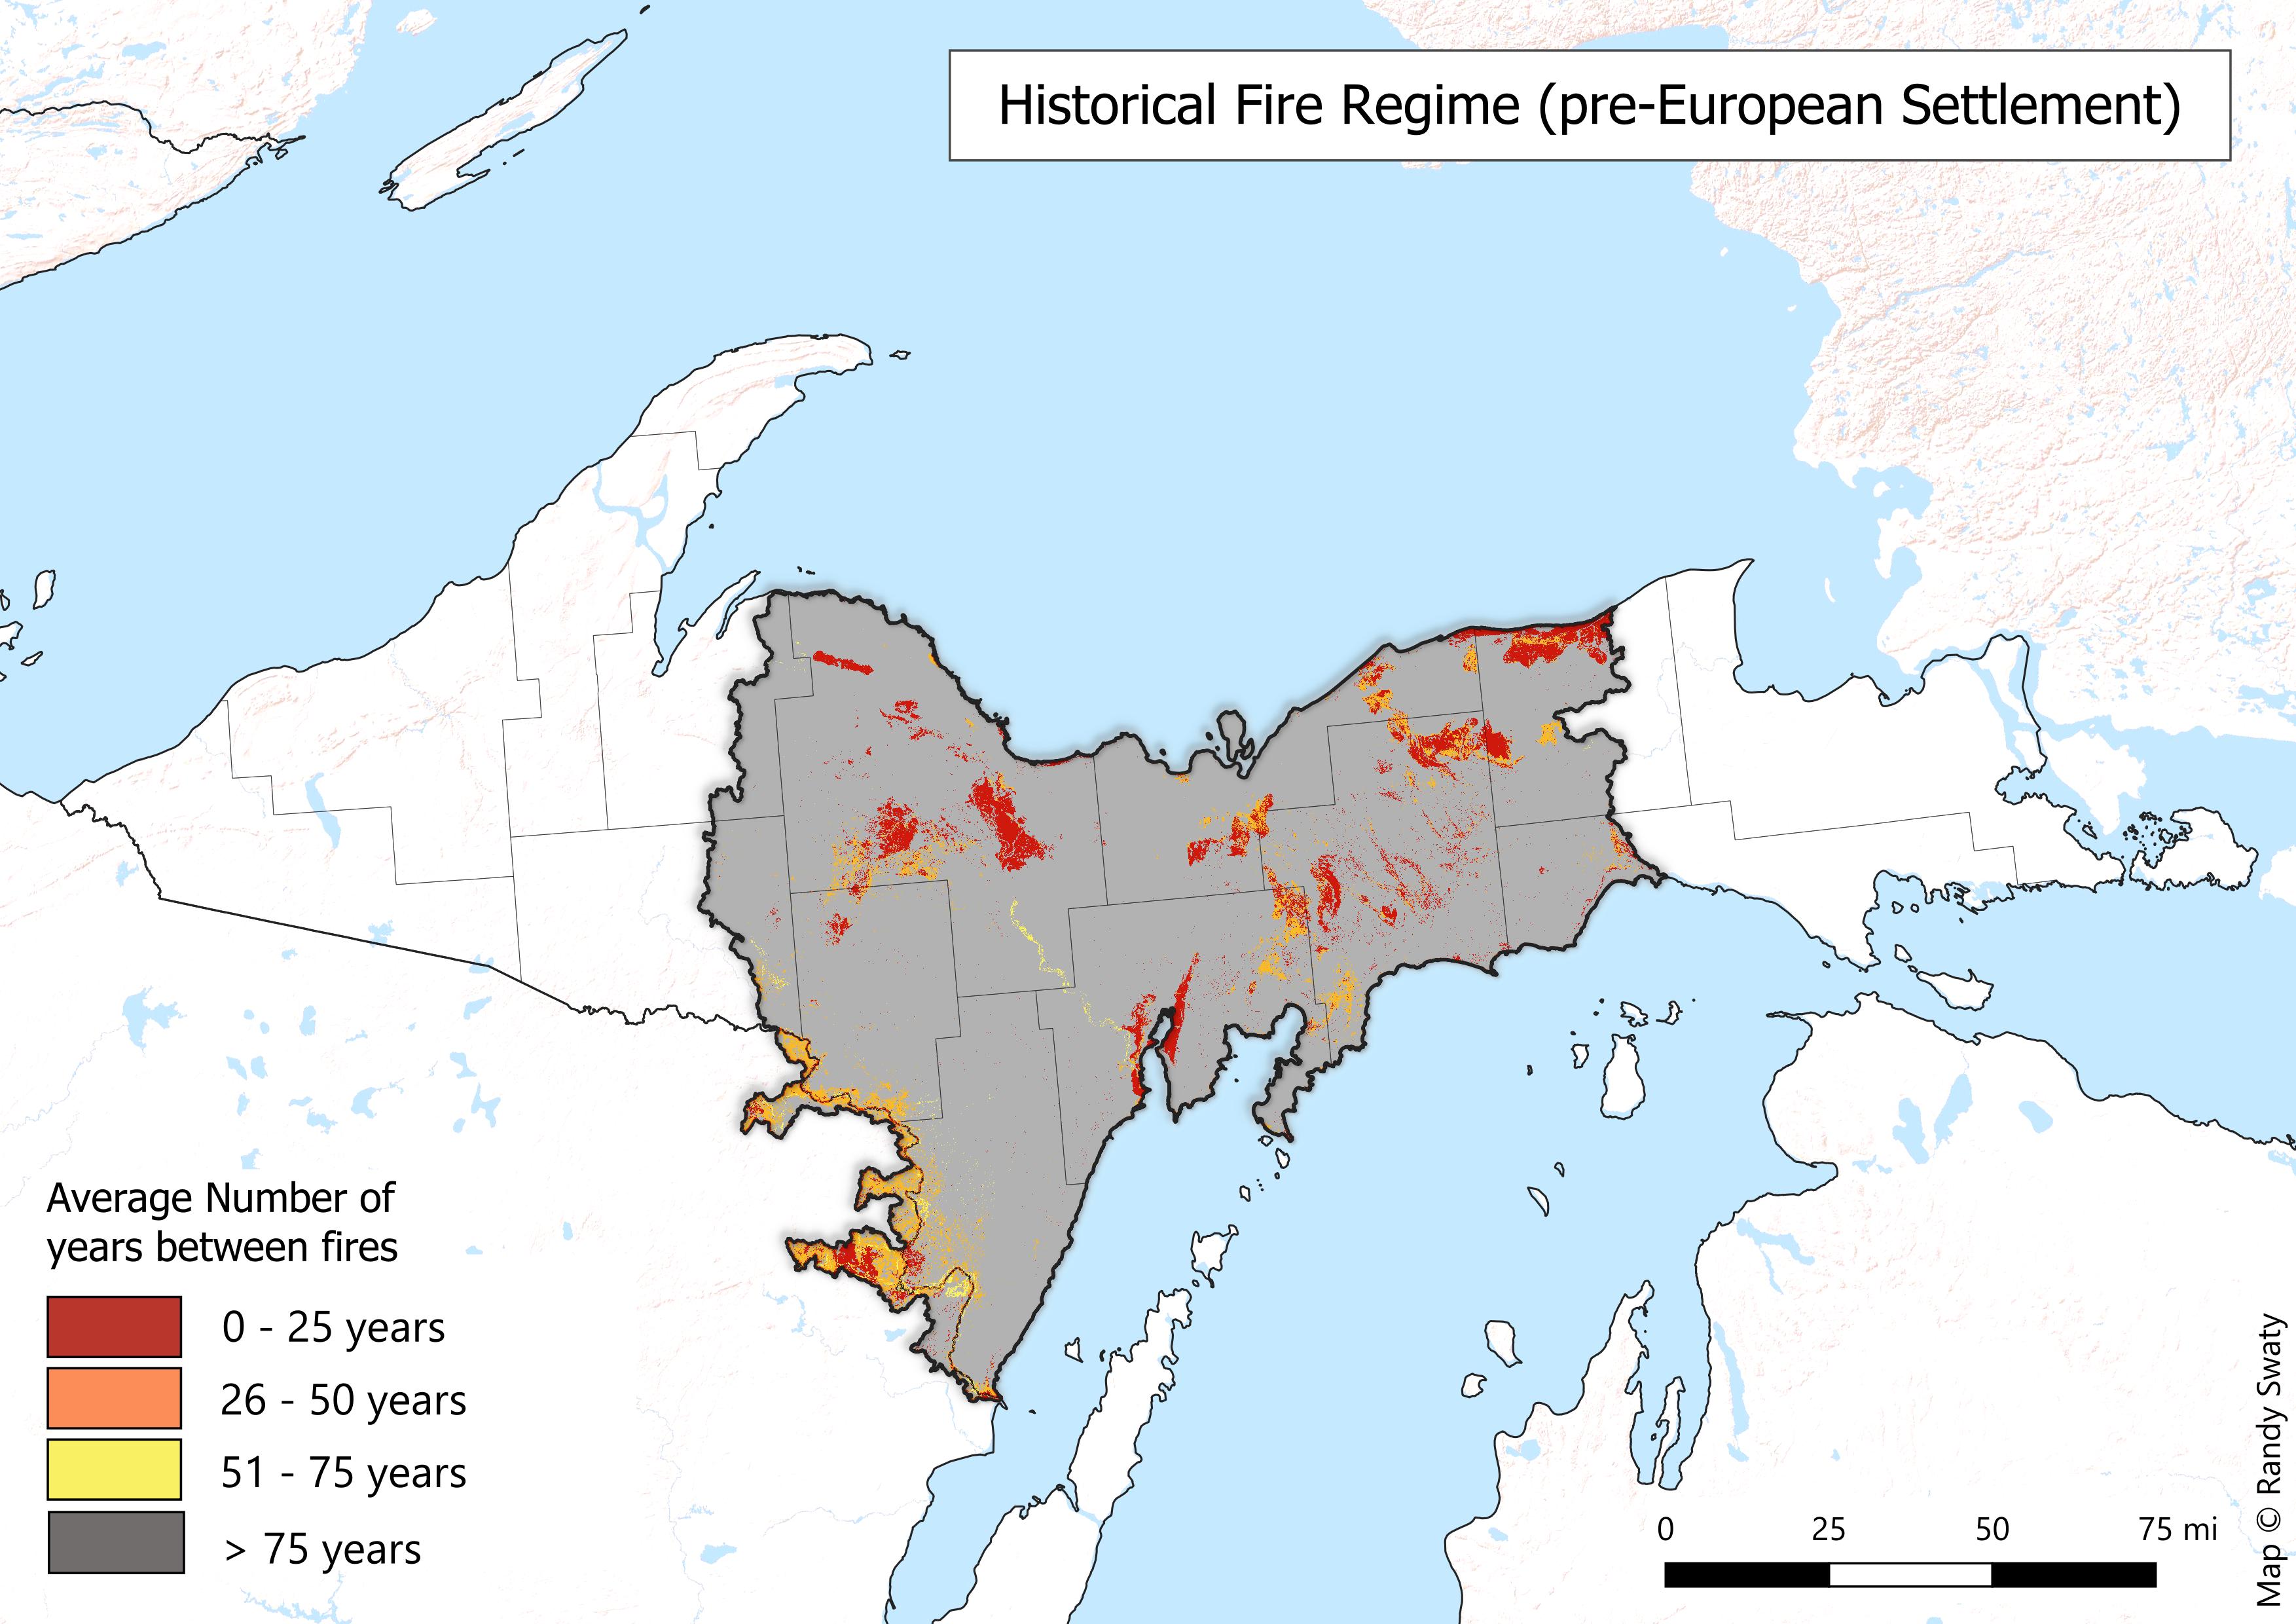 Historical Fire Regime (pre-European Settlement)
Average Number of
years between fires
0 - 25 years
26 - 50 years
51 - 75 years
> 75 years
0 25 50 75 mi
Map © Randy Swaty